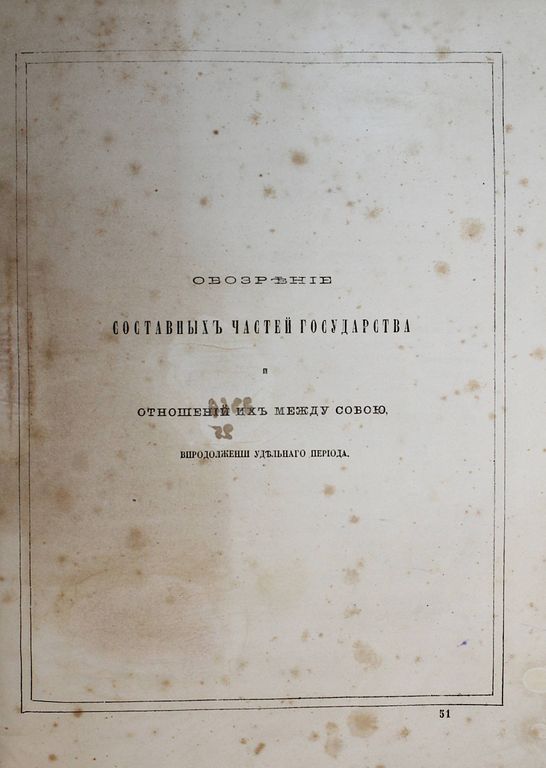 ОБОЗРѢНІЕ
СОСТАВНЫХЪ ЧАСТЕЙ ГОСУДАРСТВА
И
ОТНОШЕНІЙ ИХЪ МЕЖДУ СОБОЮ,
ВПРОДОЛЖЕНІИ УДѢЛЬНАГО ПЕРІОДА.
51